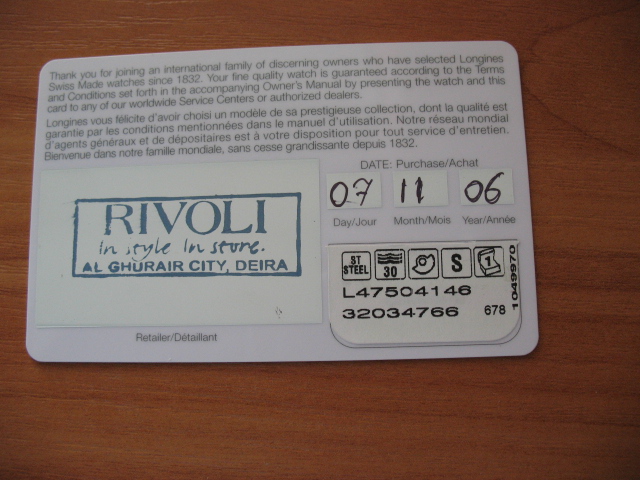 Thank you for joining an international family of discerning owners who have selected Longines
Swiss Made watches since 1832. Your fine quality watch is guaranteed according to the Terms
and Conditions set forth in the accompanying Owner's Manual by presenting the watch and this
card to any of our worldwide Service Centers or authorized dealers.
Longines vous félicite d'avoir choisi un modèle de sa prestigieuse collection, dont la qualité est
garantie par les conditions mentionnées dans le manuel d'utilisation. Notre réseau mondial
d'agents généraux et de dépositaires est à votre disposition pour tout service d'entretien.
Bienvenue dans notre famille mondiale, sans cesse grandissante depuis 1832.
DATE: Purchase/Achat
07 11 06
Day/Jour Month/Mois Year/Année
RIVOLI
in style in store.
AL GHURAIR CITY, DEIRA
Retailer/Détaillant
ST STEEL 30 S 1
L47504146
32034766 678
1049970